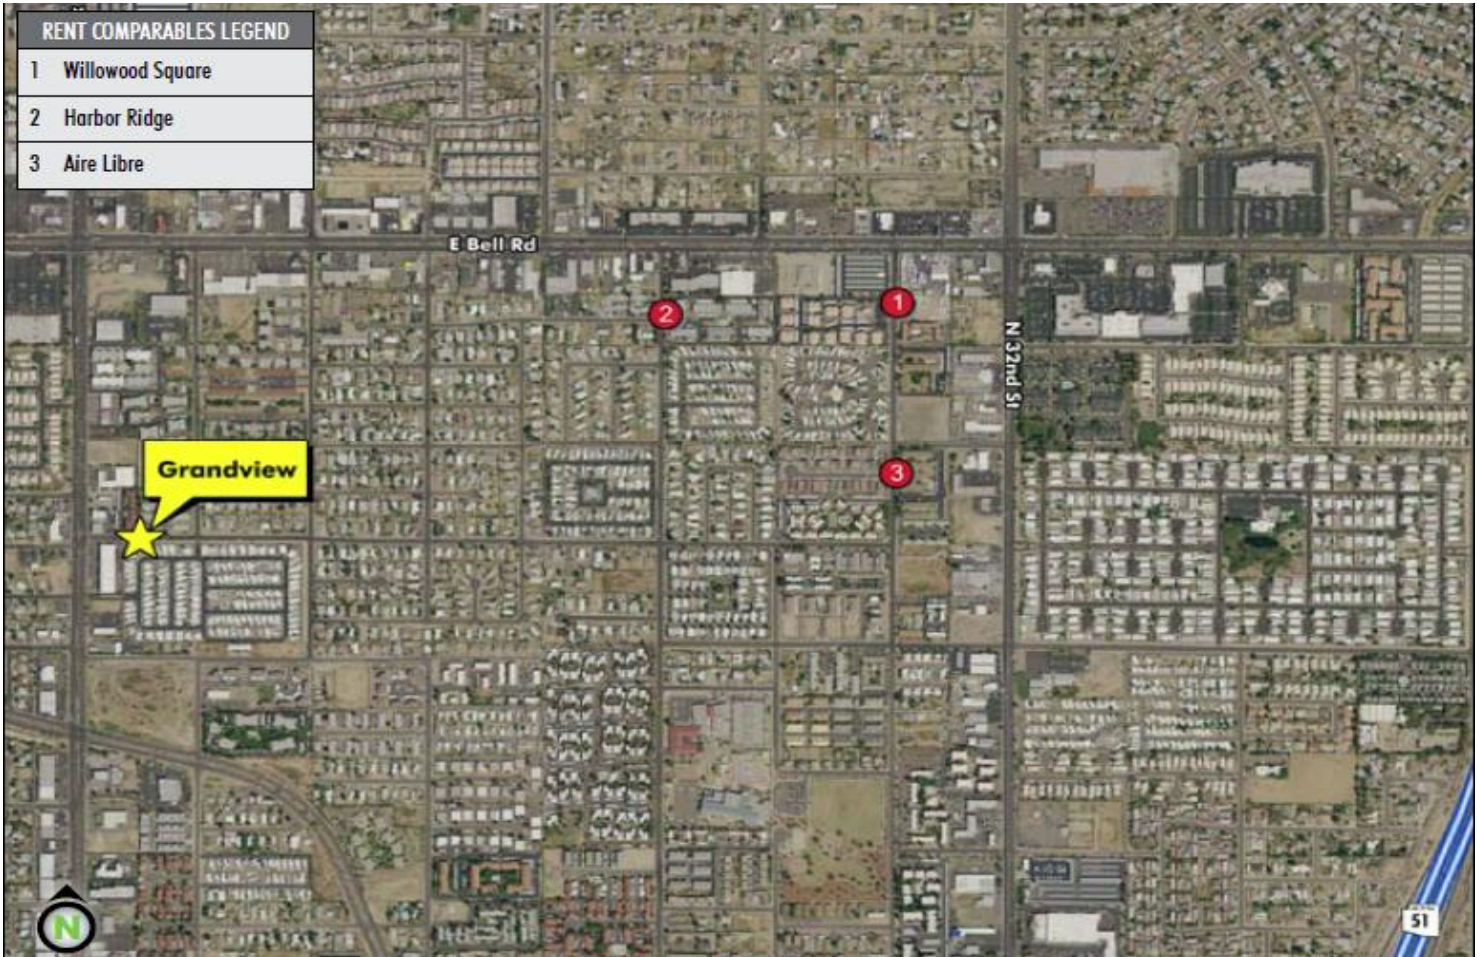 RENT COMPARABLES LEGEND
1 Willowood Square
2 Harbor Ridge
3 Aire Libre
E Bell Rd
1
2
N 32nd St
Grandview
3
51
N